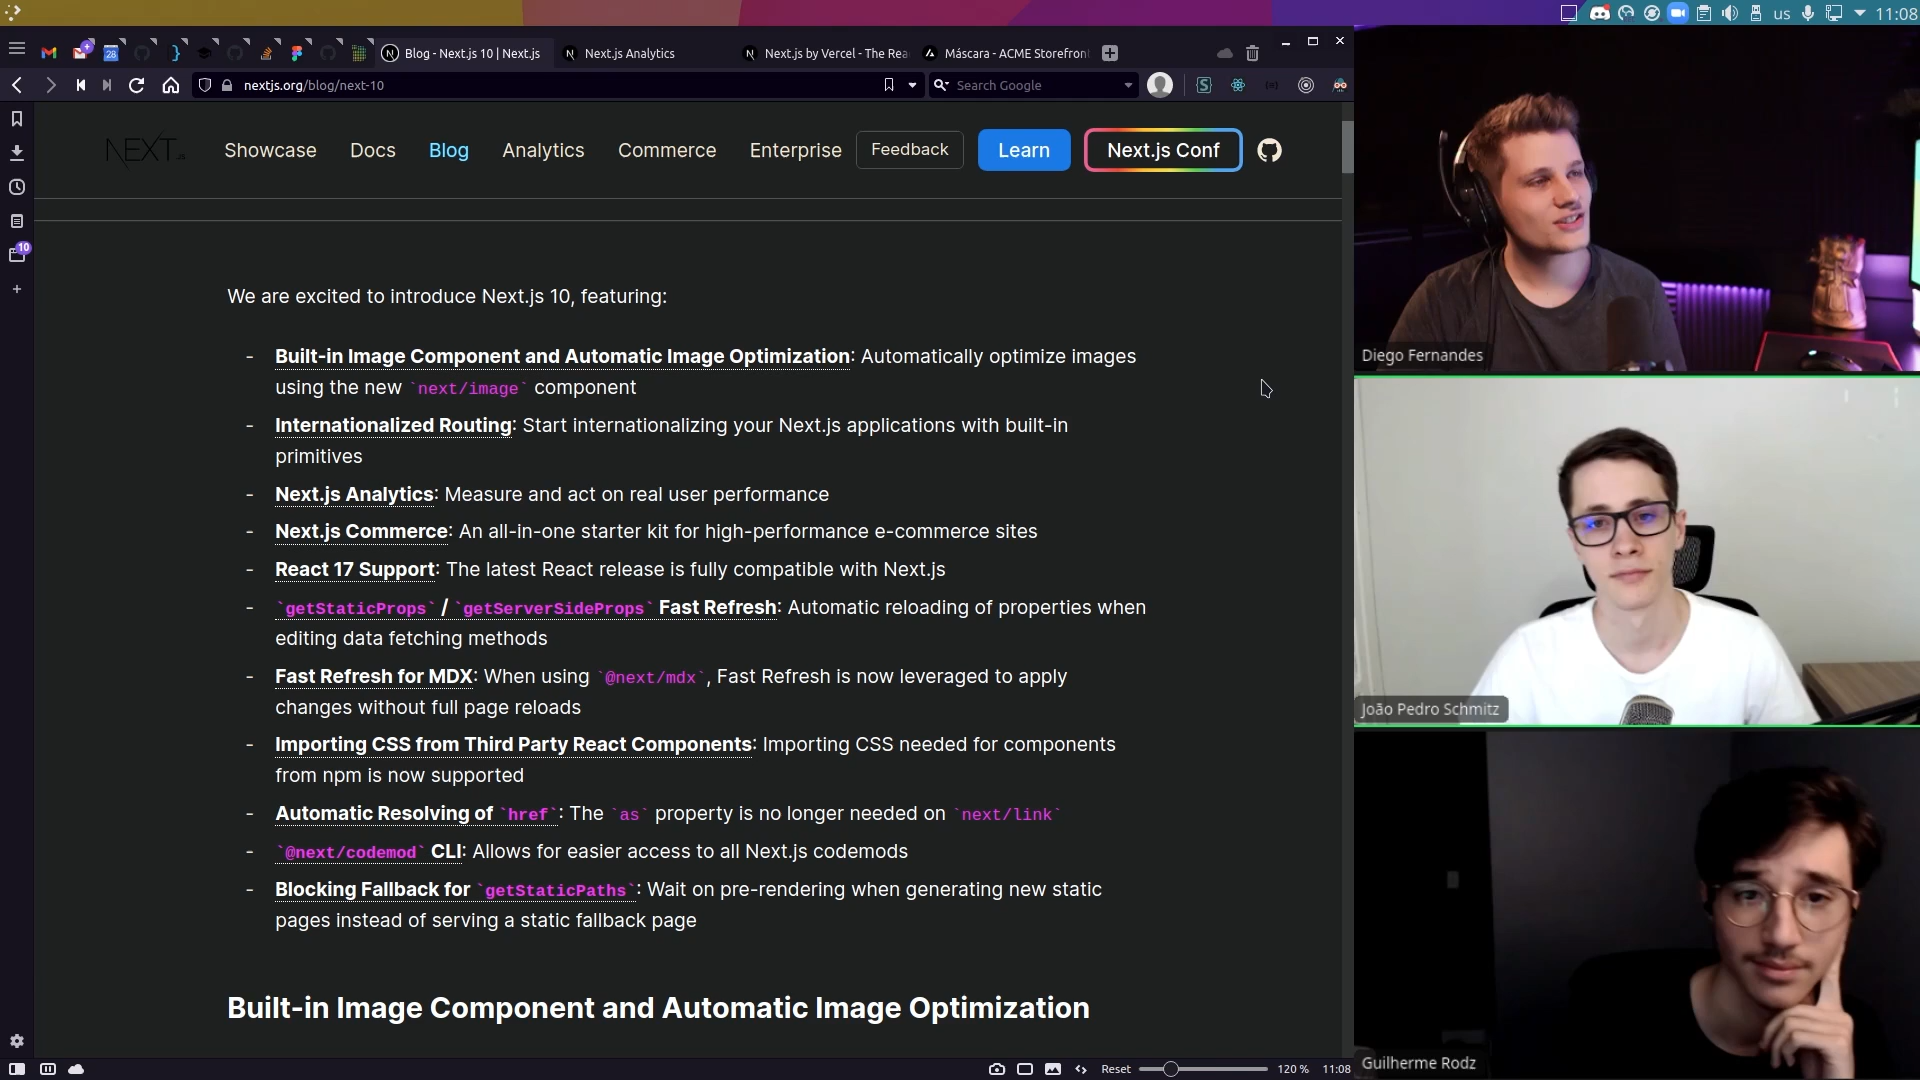 us
11:08
28
Blog - Next.js 10 | Next.js
Next.js Analytics
Next.js by Vercel - The Rea
Máscara - ACME Storefron
nextjs.org/blog/next-10
Search Google
NEXT.JS
Showcase
Docs
Blog
Analytics
Commerce
Enterprise
Feedback
Learn
Next.js Conf
10
We are excited to introduce Next.js 10, featuring:
- Built-in Image Component and Automatic Image Optimization: Automatically optimize images
using the new `next/image` component
- Internationalized Routing: Start internationalizing your Next.js applications with built-in
primitives
- Next.js Analytics: Measure and act on real user performance
- Next.js Commerce: An all-in-one starter kit for high-performance e-commerce sites
- React 17 Support: The latest React release is fully compatible with Next.js
- `getStaticProps` / `getServerSideProps` Fast Refresh: Automatic reloading of properties when
editing data fetching methods
- Fast Refresh for MDX: When using `@next/mdx`, Fast Refresh is now leveraged to apply
changes without full page reloads
- Importing CSS from Third Party React Components: Importing CSS needed for components
from npm is now supported
- Automatic Resolving of `href`: The `as` property is no longer needed on `next/link`
- `@next/codemod` CLI: Allows for easier access to all Next.js codemods
- Blocking Fallback for `getStaticPaths`: Wait on pre-rendering when generating new static
pages instead of serving a static fallback page
Built-in Image Component and Automatic Image Optimization
Reset
120 %
11:08
Diego Fernandes
João Pedro Schmitz
Guilherme Rodz